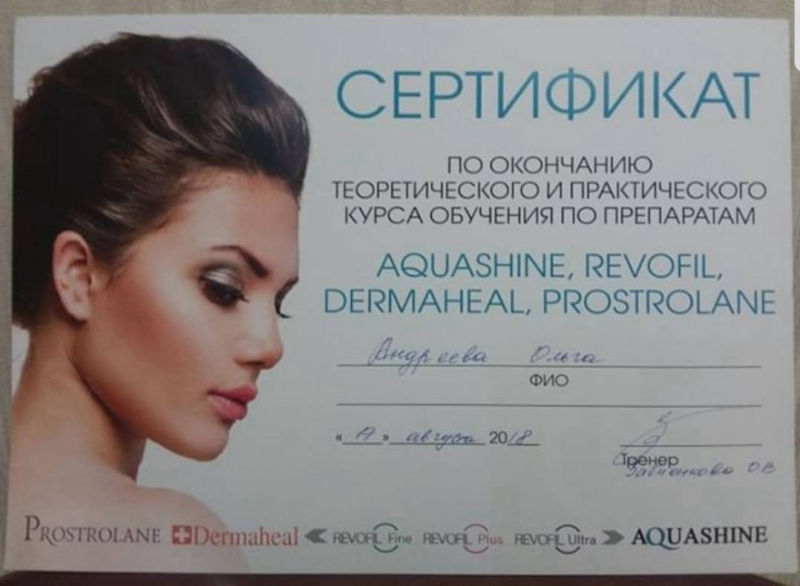 СЕРТИФИКАТ
ПО ОКОНЧАНИЮ
ТЕОРЕТИЧЕСКОГО И ПРАКТИЧЕСКОГО
КУРСА ОБУЧЕНИЯ ПО ПРЕПАРАТАМ
AQUASHINE, REVOFIL,
DERMAHEAL, PROSTROLANE
Андреева Ольга
ФИО
августа 2018
Тренер
О.В
PROSTROLANE Dermaheal REVOFIL Fine REVOFIL Plus REVOFIL Ultra AQUASHINE